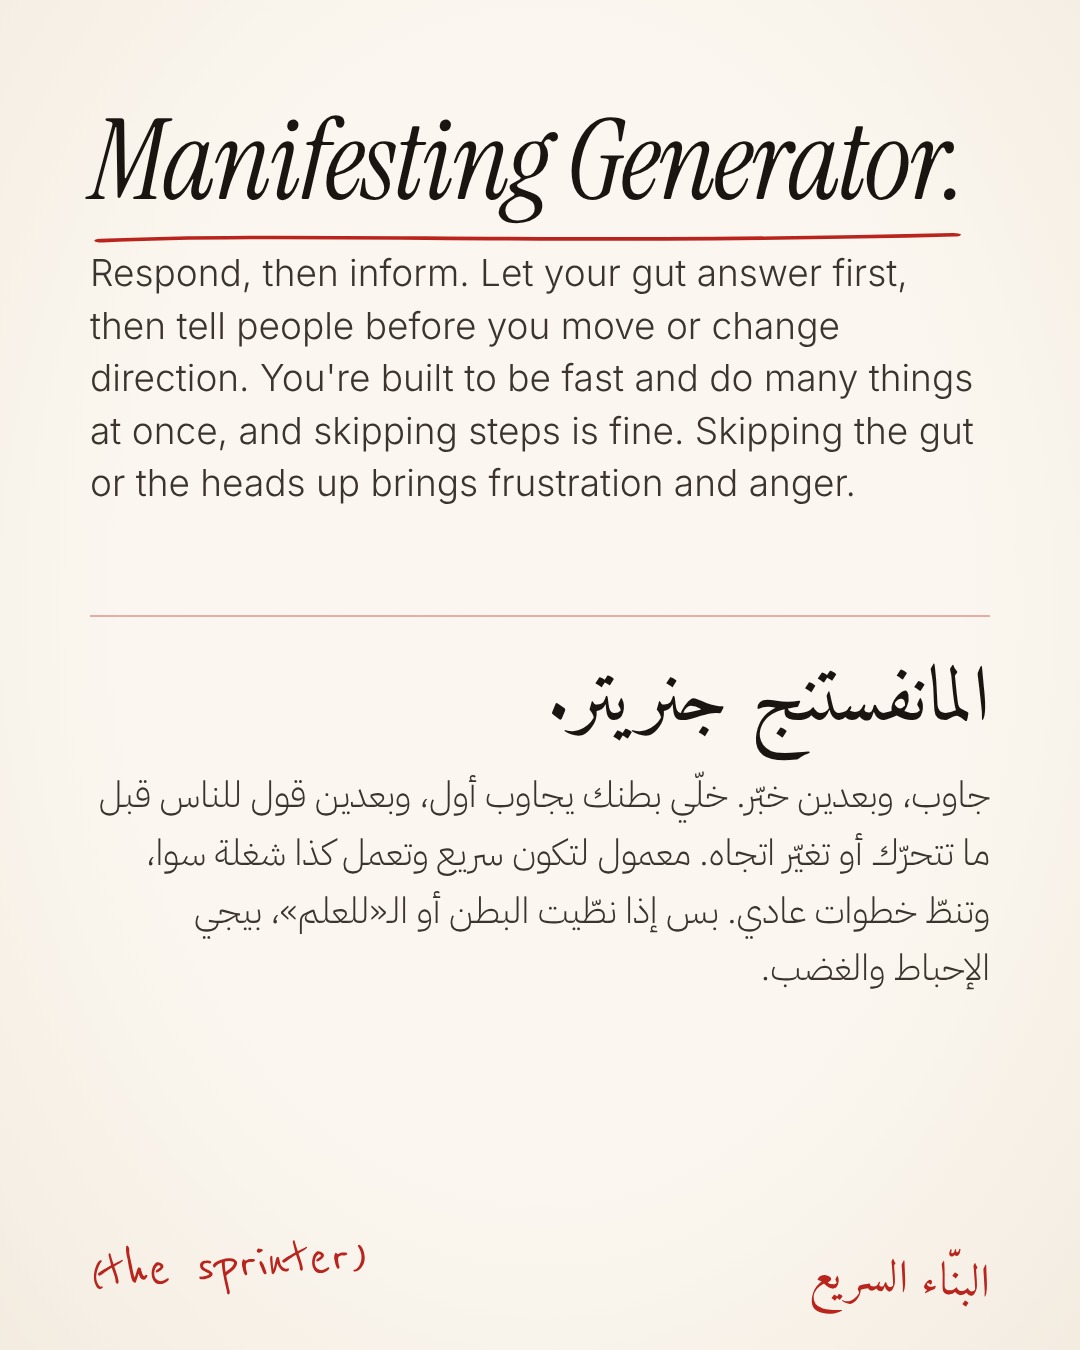 Manifesting Generator.
Respond, then inform. Let your gut answer first,
then tell people before you move or change
direction. You're built to be fast and do many things
at once, and skipping steps is fine. Skipping the gut
or the heads up brings frustration and anger.
المانفستنج جنريتر.
جاوب، وبعدين خبّر. خلّي بطنك يجاوب أول، وبعدين قول للناس قبل
ما تتحرّك أو تغيّر اتجاه. معمول لتكون سريع وتعمل كذا شغلة سوا،
وتنطّ خطوات عادي. بس إذا نطّيت البطن أو الـ«للعلم»، بيجي
الإحباط والغضب.
(the sprinter)
البنّاء السريع